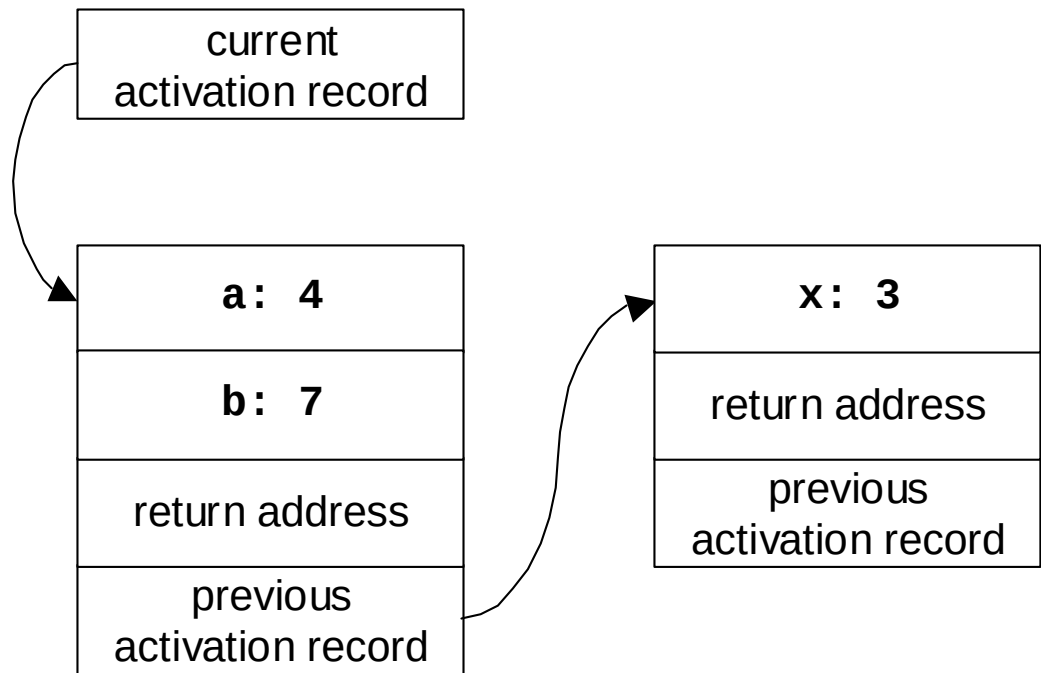 current
activation record
a: 4
b: 7
return address
previous
activation record
x: 3
return address
previous
activation record